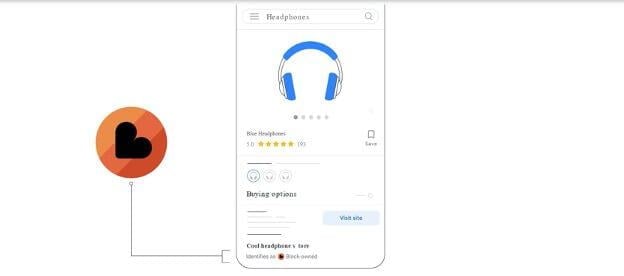 Headphones
Blue Headphones
5.0 (9)
Save
Buying options
Visit site
Cool headphone s tore
Identifies as Black-owned